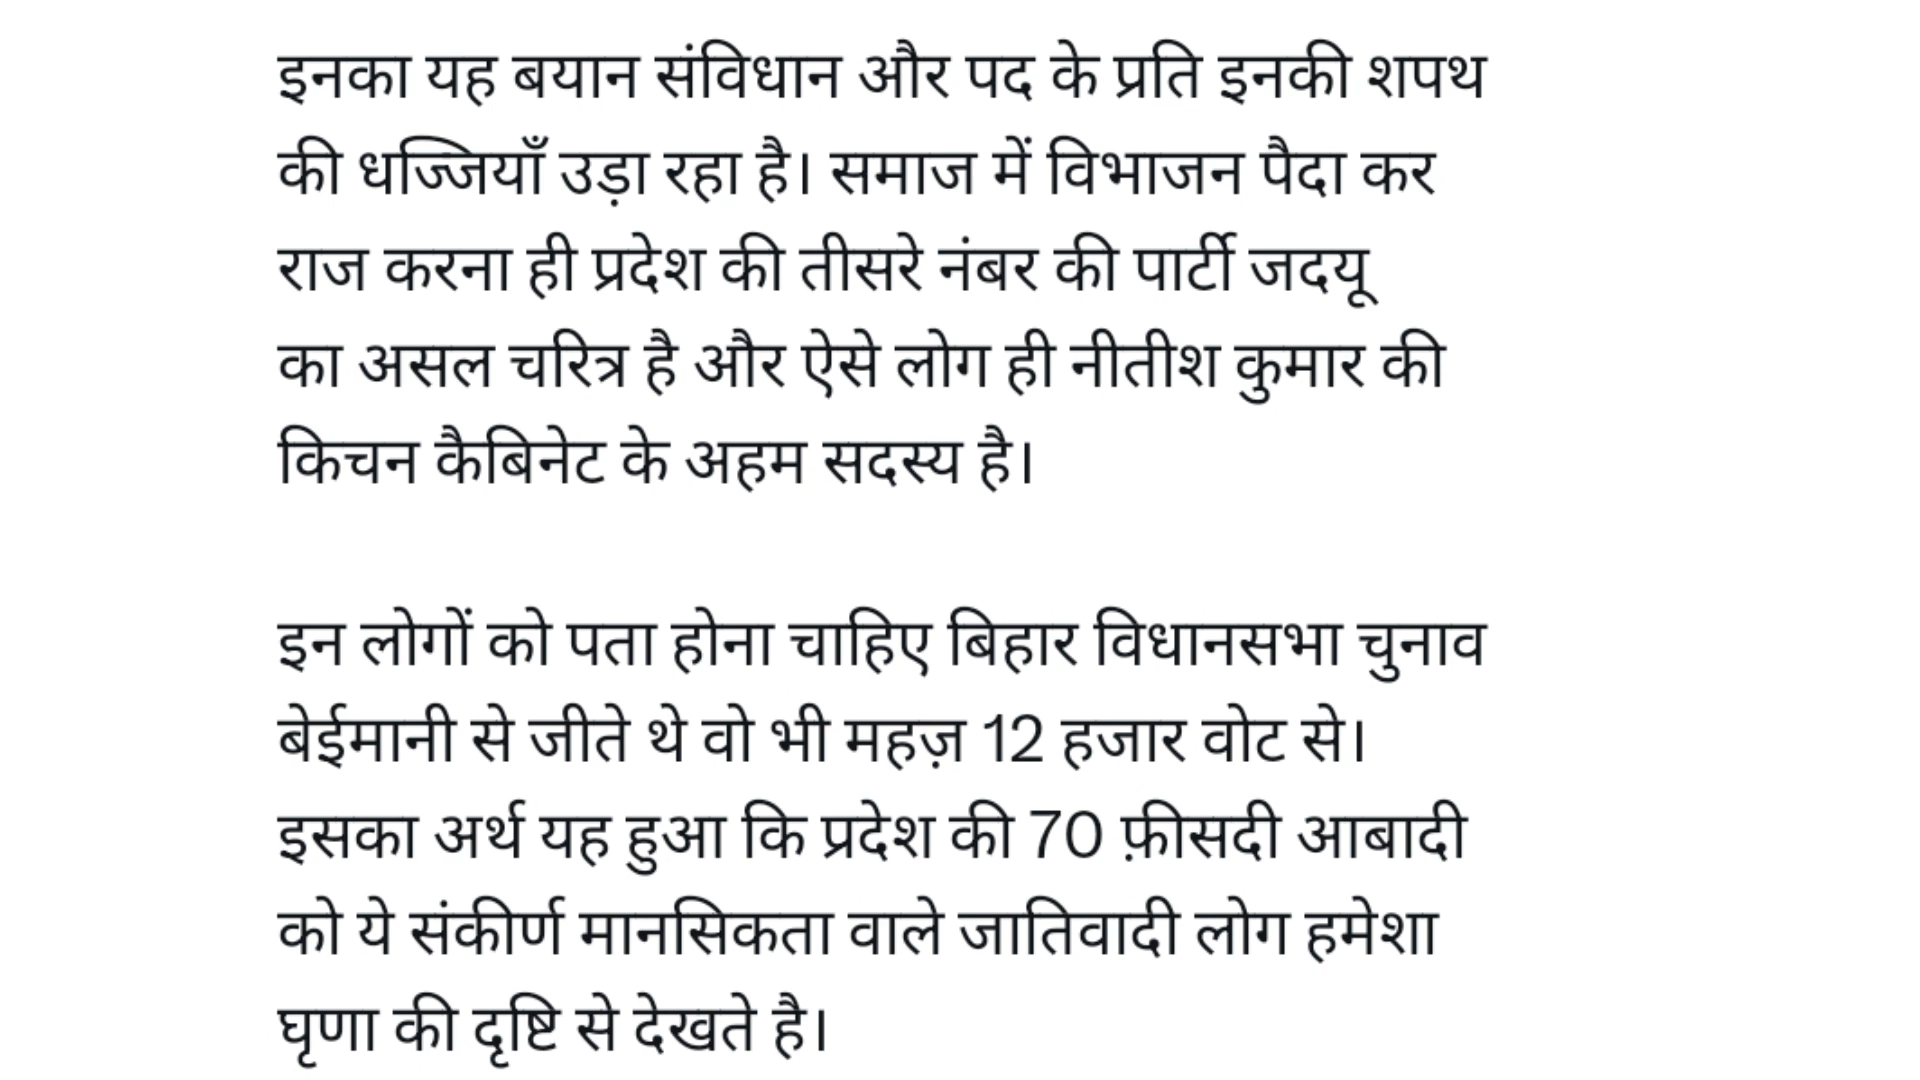 इनका यह बयान संविधान और पद के प्रति इनकी शपथ
की धज्जियाँ उड़ा रहा है। समाज में विभाजन पैदा कर
राज करना ही प्रदेश की तीसरे नंबर की पार्टी जदयू
का असल चरित्र है और ऐसे लोग ही नीतीश कुमार की
किचन कैबिनेट के अहम सदस्य है।
इन लोगों को पता होना चाहिए बिहार विधानसभा चुनाव
बेईमानी से जीते थे वो भी महज़ 12 हजार वोट से।
इसका अर्थ यह हुआ कि प्रदेश की 70 फ़ीसदी आबादी
को ये संकीर्ण मानसिकता वाले जातिवादी लोग हमेशा
घृणा की दृष्टि से देखते है।